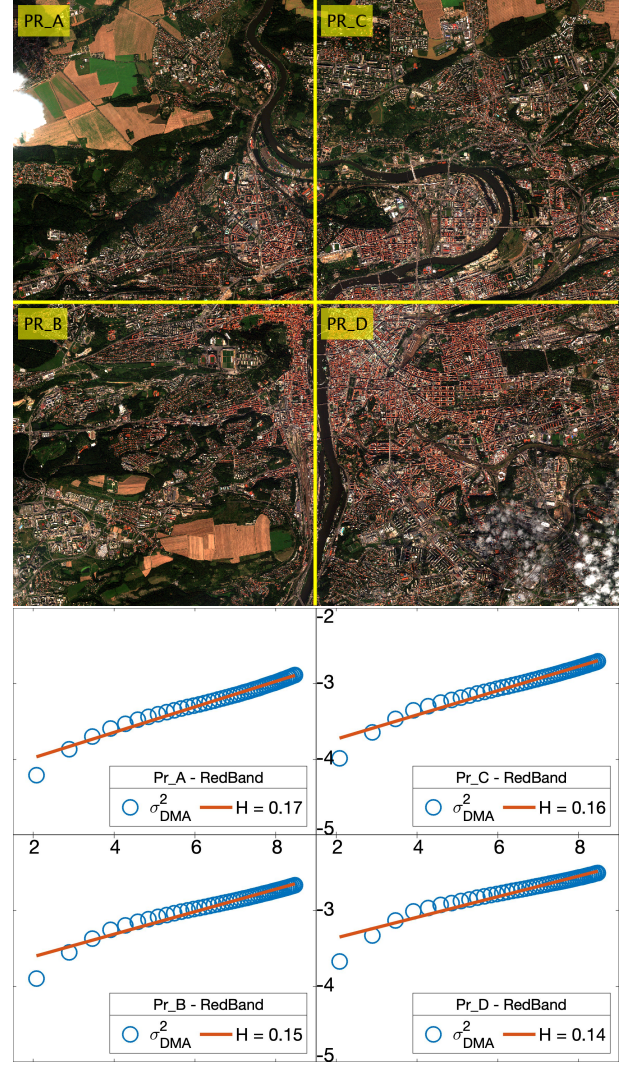 PR_A
PR_C
PR_B
PR_D
-2
-3
-4
-5
Pr_A - RedBand
σ²DMA H = 0.17
Pr_C - RedBand
σ²DMA H = 0.16
2 4 6 8
2 4 6 8
-3
-4
-5
Pr_B - RedBand
σ²DMA H = 0.15
Pr_D - RedBand
σ²DMA H = 0.14